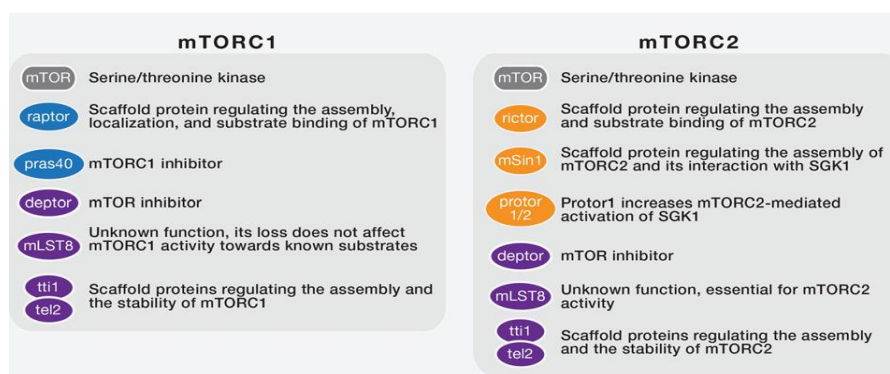 mTORC1
mTOR Serine/threonine kinase
raptor Scaffold protein regulating the assembly,
localization, and substrate binding of mTORC1
pras40 mTORC1 inhibitor
deptor mTOR inhibitor
mLST8 Unknown function, its loss does not affect
mTORC1 activity towards known substrates
tti1
tel2
Scaffold proteins regulating the assembly and
the stability of mTORC1
mTORC2
mTOR Serine/threonine kinase
rictor Scaffold protein regulating the assembly
and substrate binding of mTORC2
mSin1 Scaffold protein regulating the assembly of
mTORC2 and its interaction with SGK1
protor
1/2
Protor1 increases mTORC2-mediated
activation of SGK1
deptor mTOR inhibitor
mLST8 Unknown function, essential for mTORC2
activity
tti1
tel2
Scaffold proteins regulating the assembly
and the stability of mTORC2